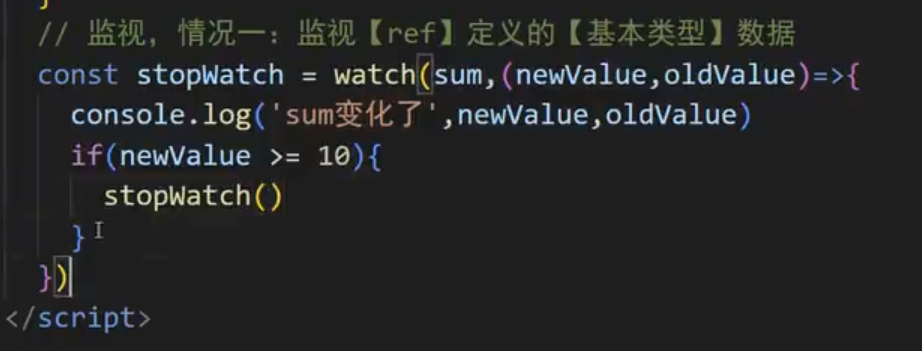 }
// 监视，情况一：监视【ref】定义的【基本类型】数据
const stopWatch = watch(sum,(newValue,oldValue)=>{
console.log('sum变化了',newValue,oldValue)
if(newValue >= 10){
stopWatch()
}
})
</script>